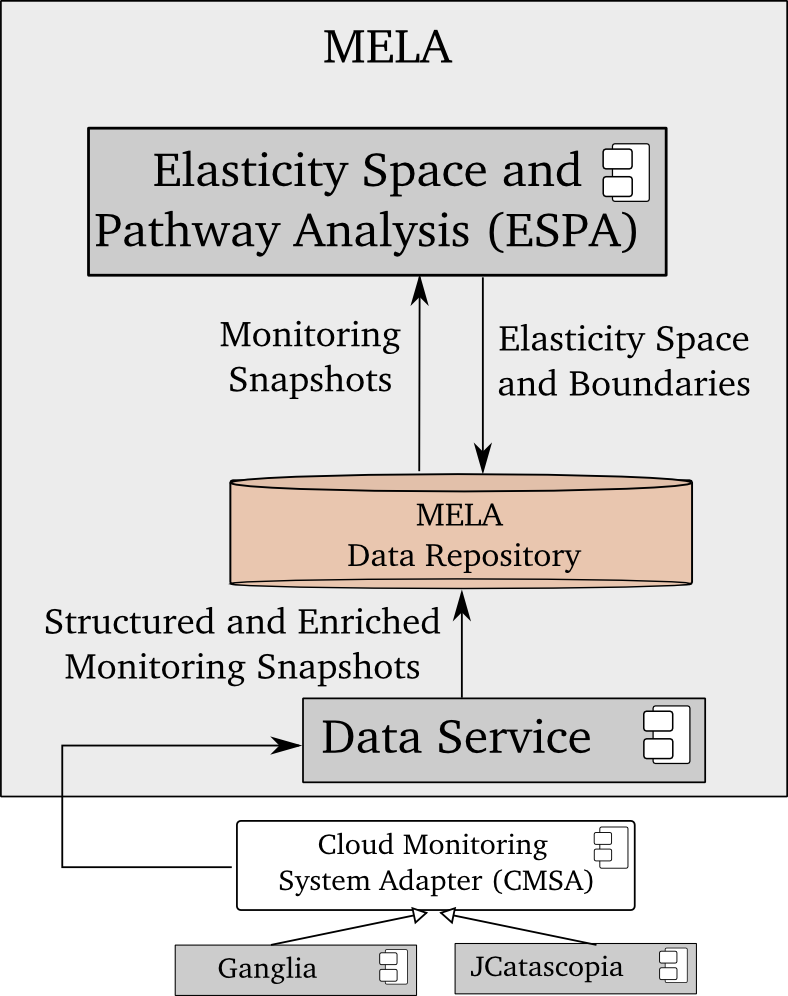 MELA
Elasticity Space and
Pathway Analysis (ESPA)
Monitoring
Snapshots
Elasticity Space
and Boundaries
MELA
Data Repository
Structured and Enriched
Monitoring Snapshots
Data Service
Cloud Monitoring
System Adapter (CMSA)
Ganglia
JCatascopia